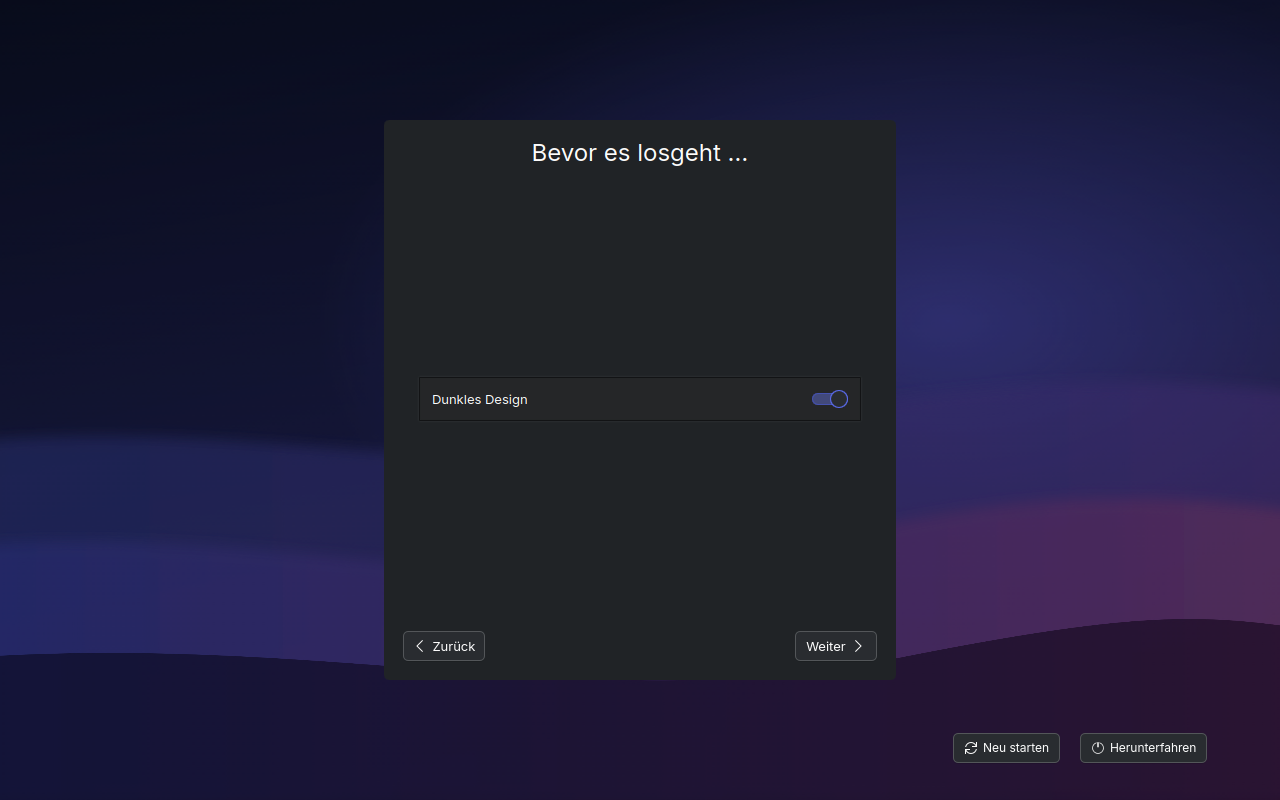 Bevor es losgeht ...
Dunkles Design
Zurück
Weiter
Neu starten
Herunterfahren